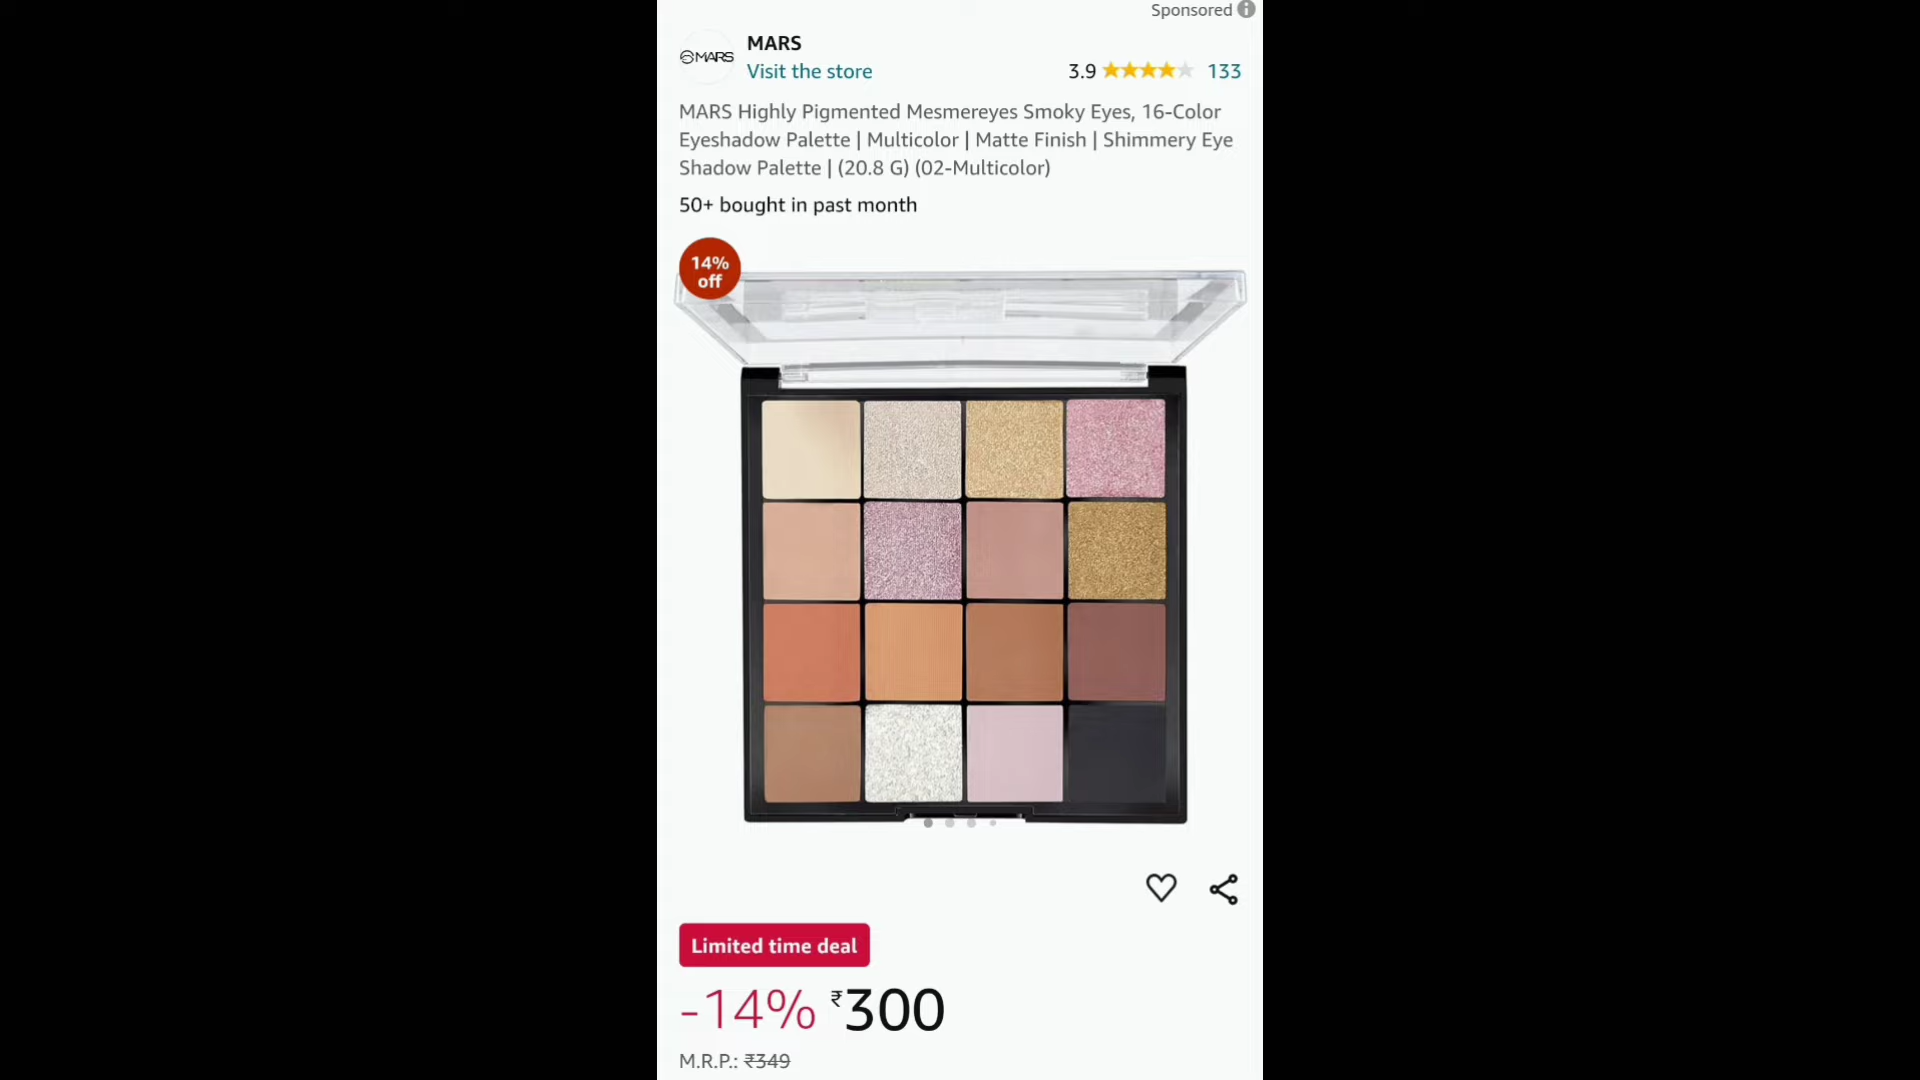 Sponsored
MARS
MARS
Visit the store
3.9 133
MARS Highly Pigmented Mesmereyes Smoky Eyes, 16-Color
Eyeshadow Palette | Multicolor | Matte Finish | Shimmery Eye
Shadow Palette | (20.8 G) (02-Multicolor)
50+ bought in past month
14%
off
Limited time deal
-14% ₹300
M.R.P.: ₹349